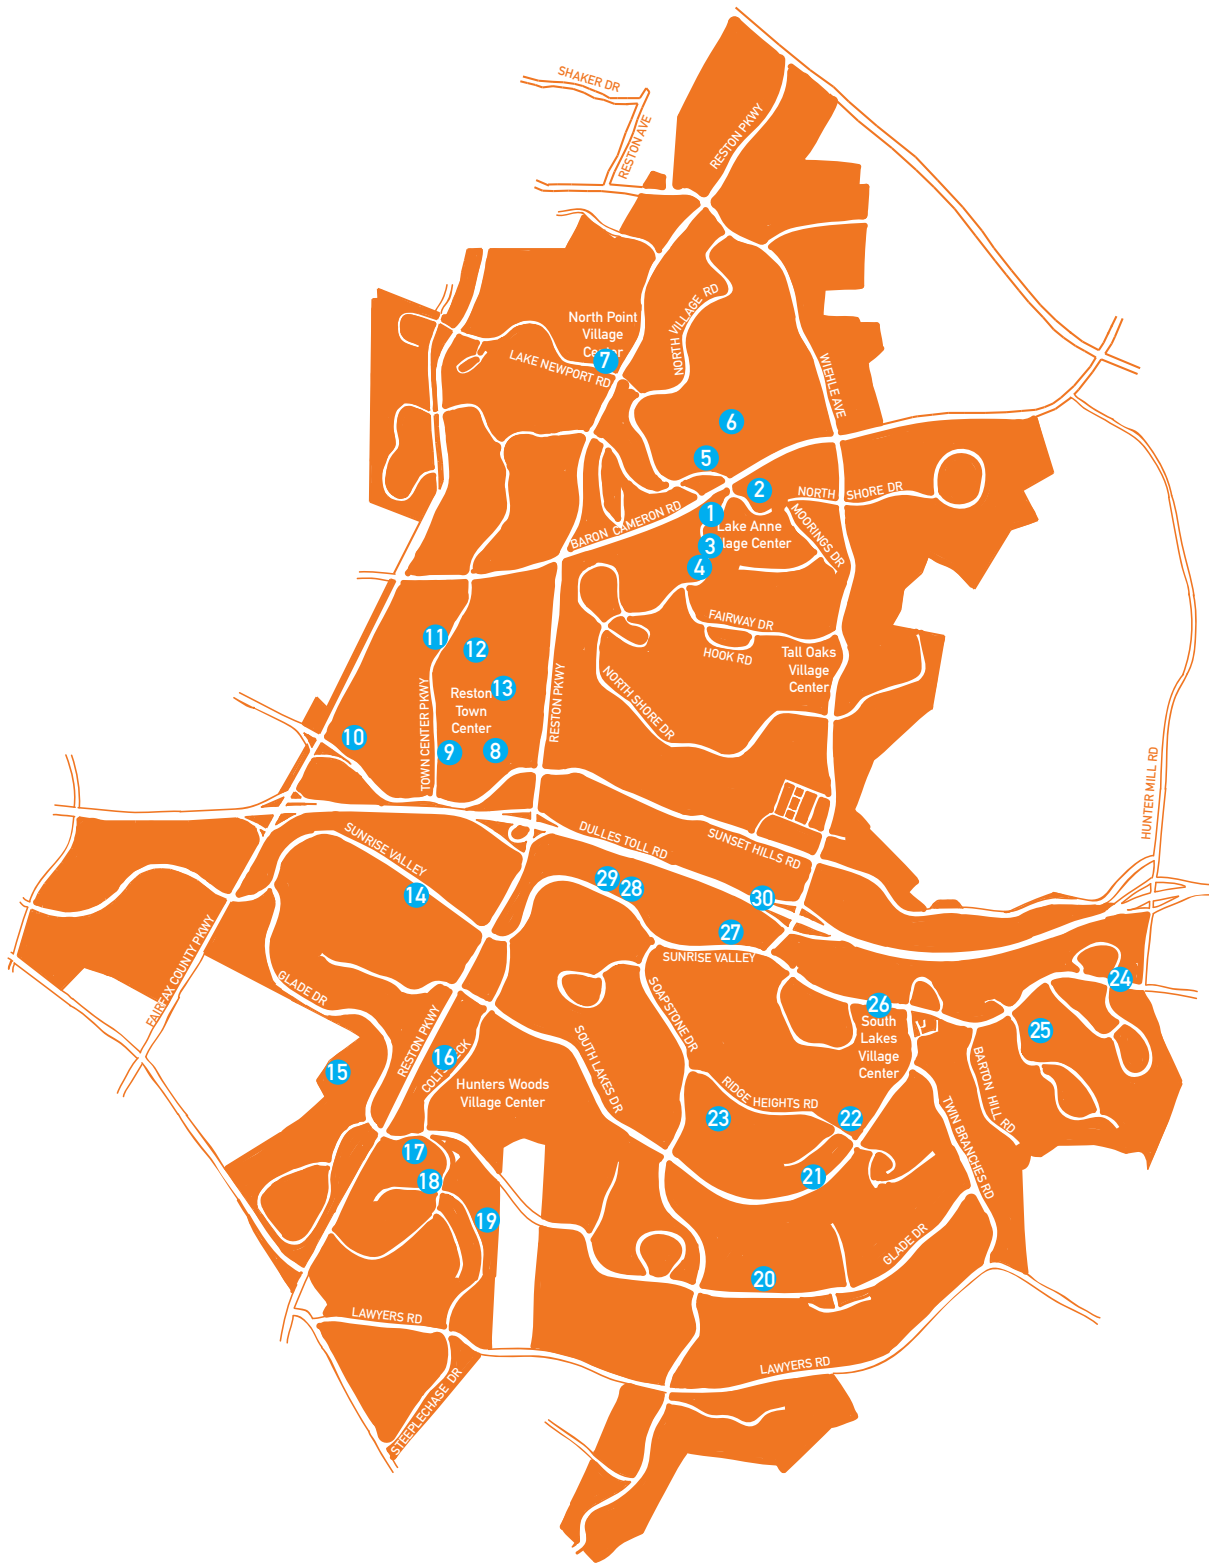 SHAKER DR
RESTON AVE
RESTON PKWY
North Point
Village
Center
7
NORTH VILLAGE RD
LAKE NEWPORT RD
WIEHLE AVE
6
5
2
NORTH SHORE DR
1
BARON CAMERON RD
MOORINGS DR
Lake Anne
Village Center
3
4
FAIRWAY DR
HOOK RD
11
12
Tall Oaks
Village
Center
13
Reston
Town
Center
NORTH SHORE DR
RESTON PKWY
TOWN CENTER PKWY
10
9
8
HUNTER MILL RD
SUNRISE VALLEY
DULLES TOLL RD
SUNSET HILLS RD
14
29
28
30
27
SUNRISE VALLEY
FAIRFAX COUNTY PKWY
GLADE DR
SOAPSTONE DR
24
26
South
Lakes
Village
Center
25
RESTON PKWY
16
15
Hunters Woods
Village Center
SOUTH LAKES DR
RIDGE HEIGHTS RD
BARTON HILL RD
TWIN BRANCHES RD
23
22
17
18
21
19
GLADE DR
20
LAWYERS RD
LAWYERS RD
STEEPLECHASE DR